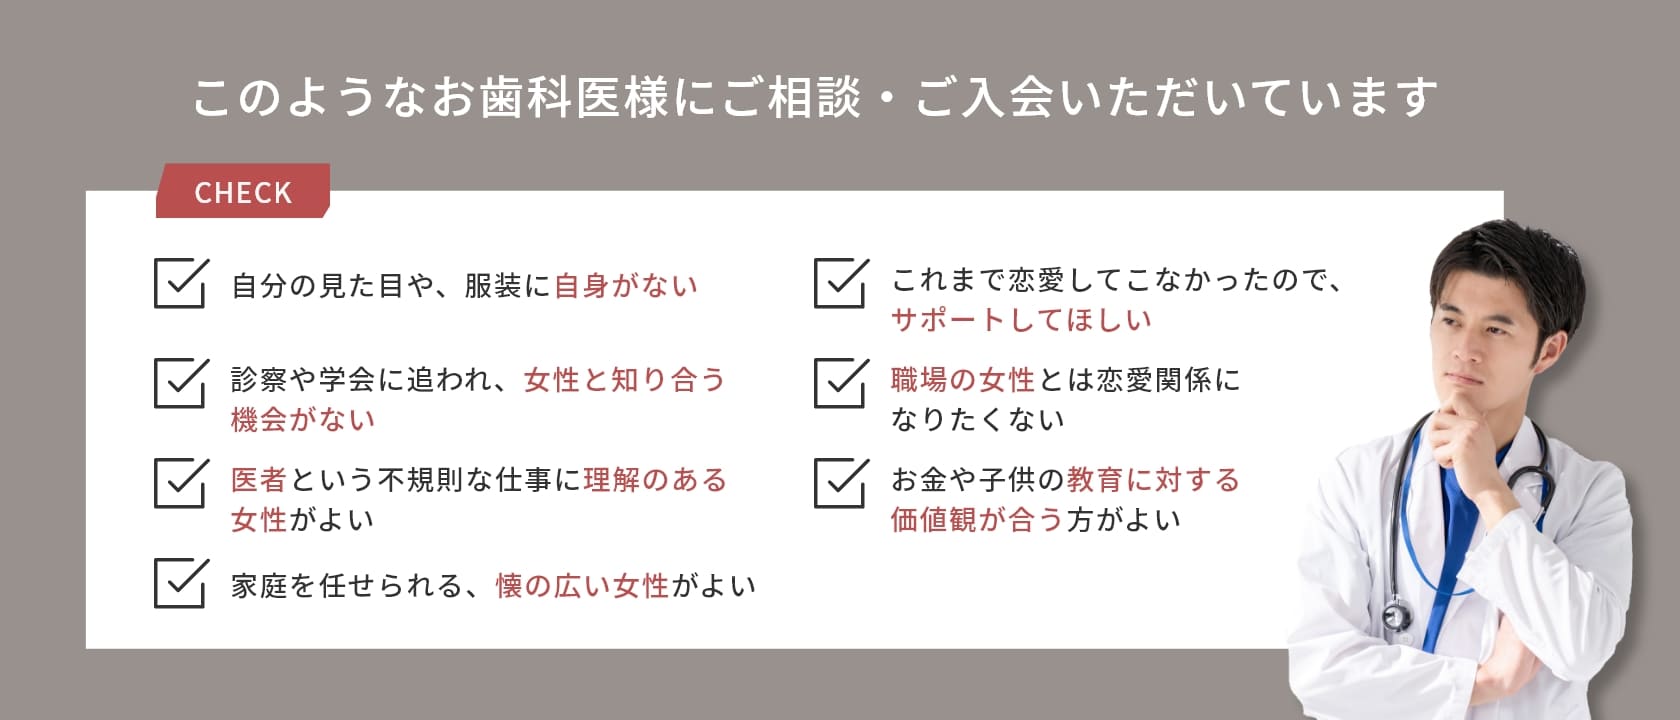 このようなお歯科医様にご相談・ご入会いただいています
CHECK
自分の見た目や、服装に自身がない
診察や学会に追われ、女性と知り合う
機会がない
医者という不規則な仕事に理解のある
女性がよい
家庭を任せられる、懐の広い女性がよい
これまで恋愛してこなかったので、
サポートしてほしい
職場の女性とは恋愛関係に
なりたくない
お金や子供の教育に対する
価値観が合う方がよい